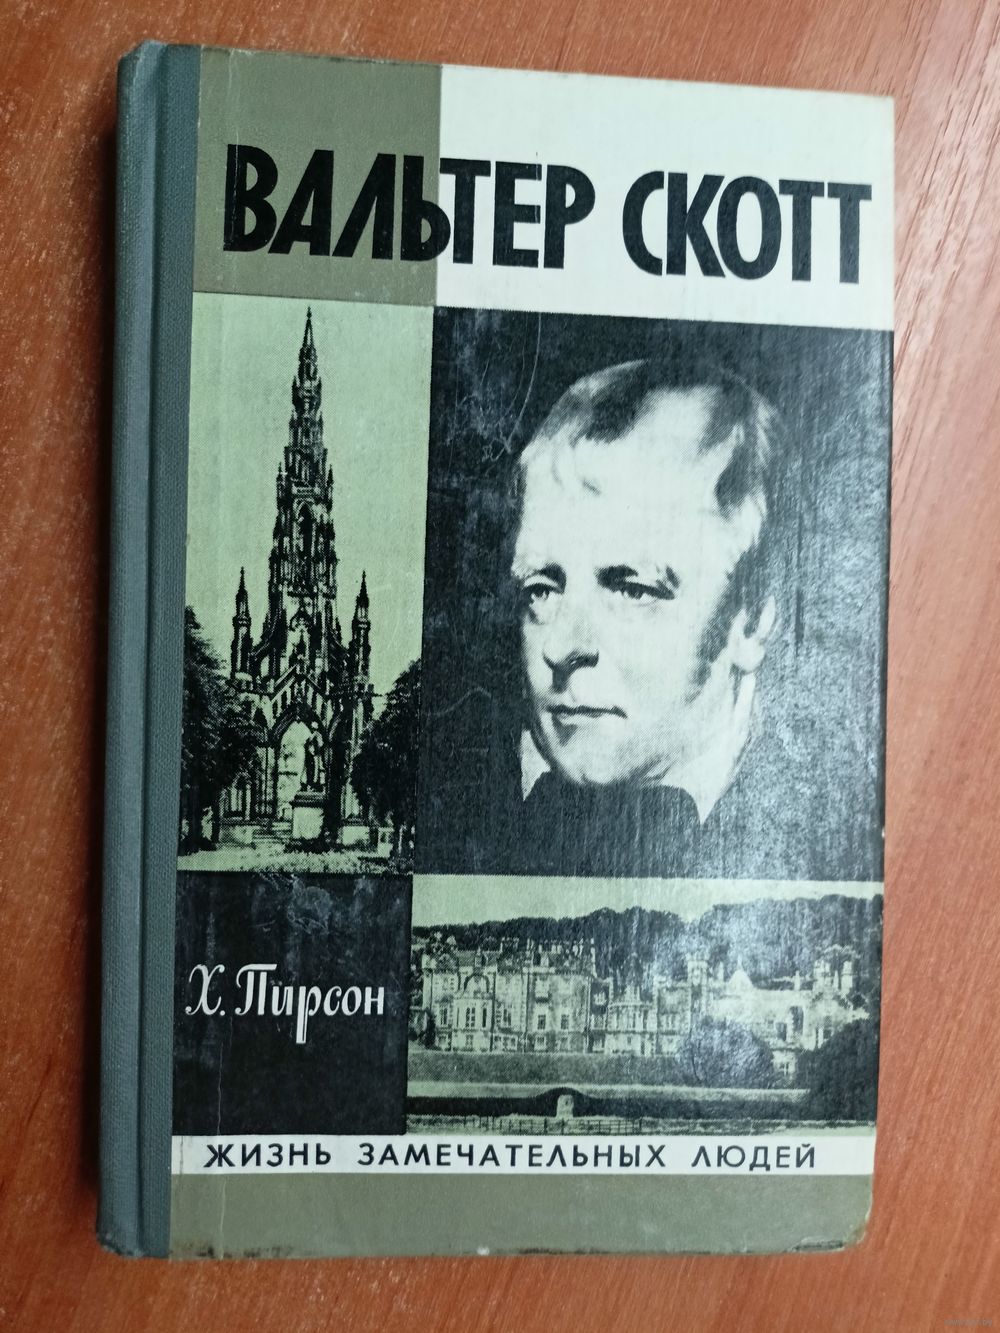 ВАЛЬТЕР СКОТТ
Х. Пирсон
ЖИЗНЬ ЗАМЕЧАТЕЛЬНЫХ ЛЮДЕЙ